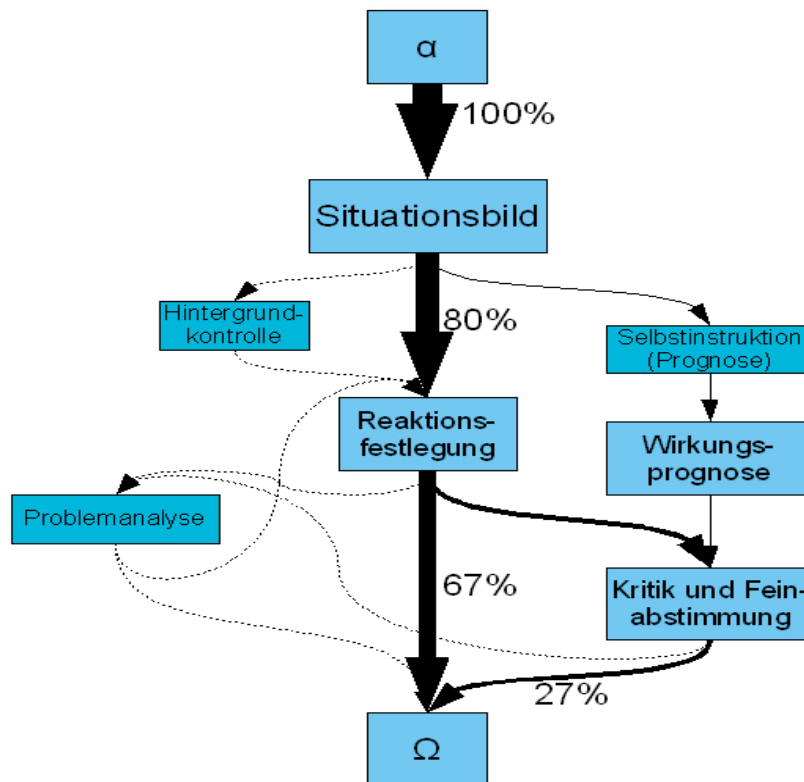 α
100%
Situationsbild
Hintergrund-
kontrolle
80%
Selbstinstruktion
(Prognose)
Reaktions-
festlegung
Wirkungs-
prognose
Problemanalyse
67%
Kritik und Fein-
abstimmung
27%
Ω